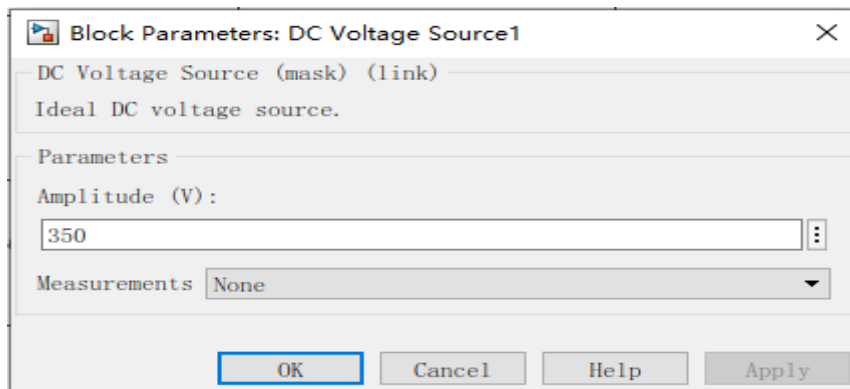 Block Parameters: DC Voltage Source1
DC Voltage Source (mask) (link)
Ideal DC voltage source.
Parameters
Amplitude (V):
350
Measurements None
OK Cancel Help Apply